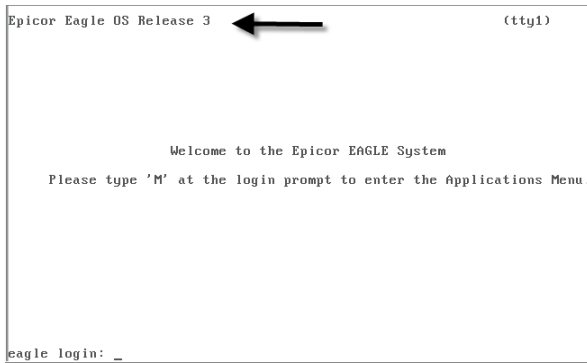 Epicor Eagle OS Release 3 (tty1)
Welcome to the Epicor EAGLE System
Please type 'M' at the login prompt to enter the Applications Menu.
eagle login: _